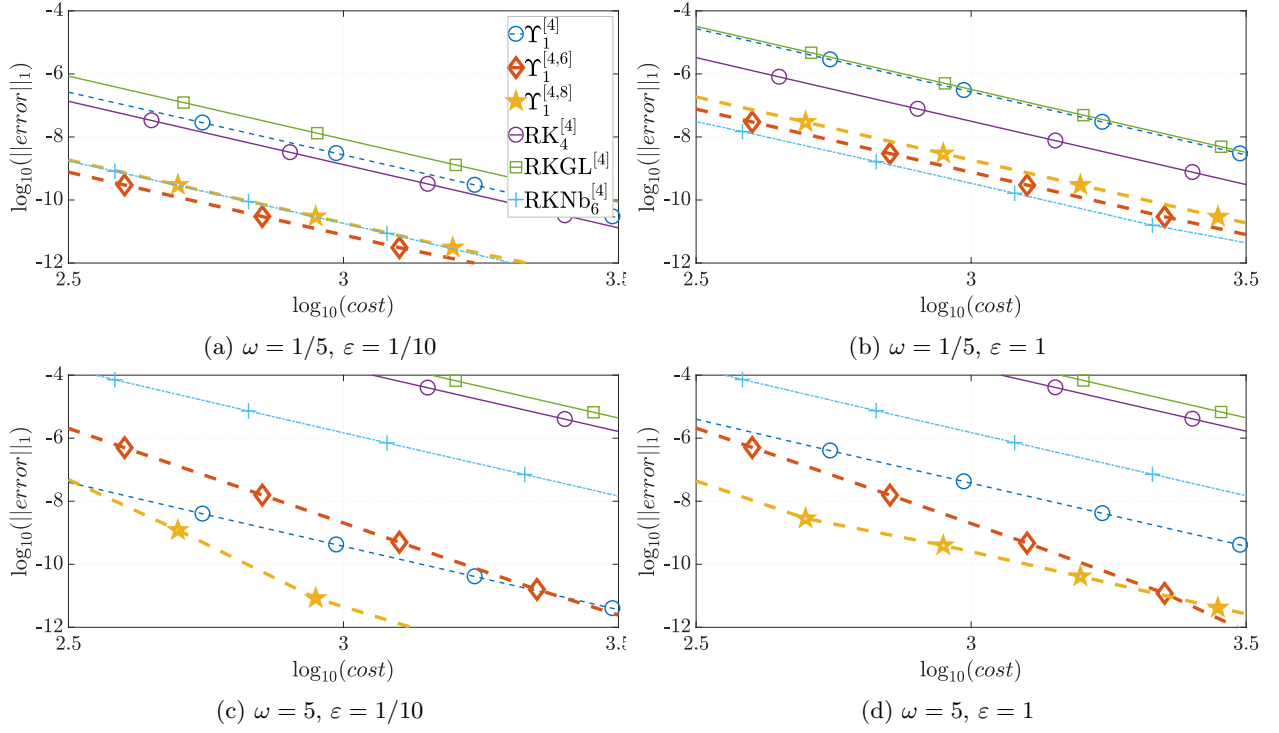 -4
-6
-8
-10
-12
log₁₀(||error||₁)
2.5
3
3.5
log₁₀(cost)
ϒ₁^[4]
ϒ₁^[4,6]
ϒ₁^[4,8]
RK₄^[4]
RKGL^[4]
RKNb₆^[4]
(a) ω = 1/5, ε = 1/10
-4
-6
-8
-10
-12
log₁₀(||error||₁)
2.5
3
3.5
log₁₀(cost)
(b) ω = 1/5, ε = 1
-4
-6
-8
-10
-12
log₁₀(||error||₁)
2.5
3
3.5
log₁₀(cost)
(c) ω = 5, ε = 1/10
-4
-6
-8
-10
-12
log₁₀(||error||₁)
2.5
3
3.5
log₁₀(cost)
(d) ω = 5, ε = 1